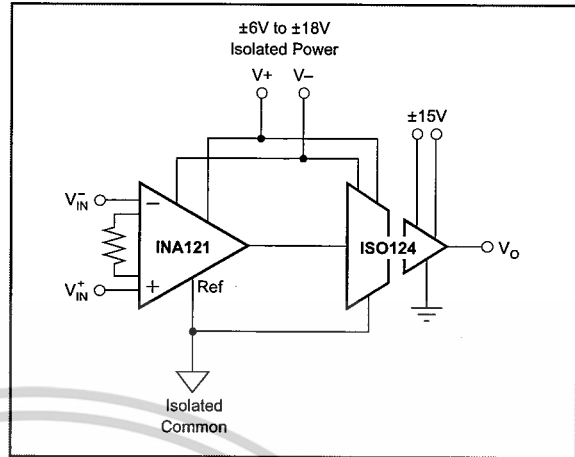 ±6V to ±18V
Isolated Power
V+ V–
±15V
V⁻IN
−
INA121
ISO124
VO
V⁺IN
+
Ref
Isolated
Common